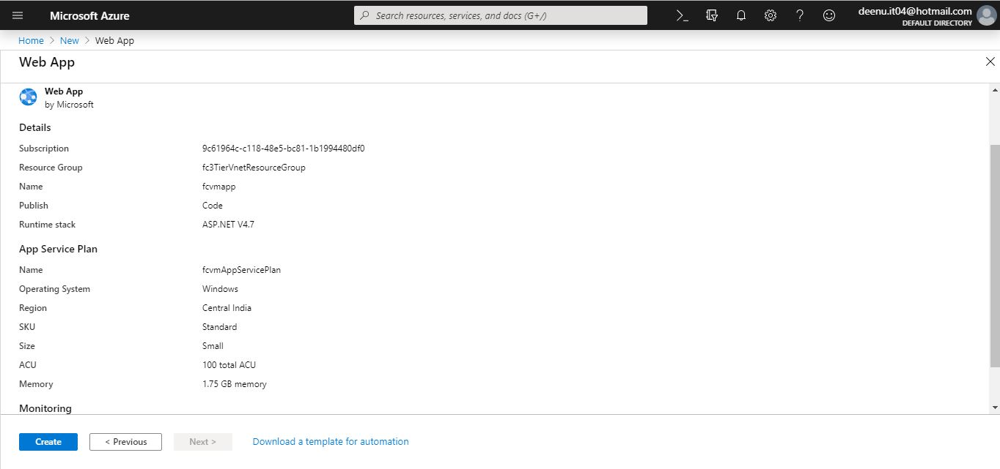 Microsoft Azure
Search resources, services, and docs (G+/)
deenu.it04@hotmail.com
DEFAULT DIRECTORY
Home > New > Web App
Web App
Web App
by Microsoft
Details
Subscription 9c61964c-c118-48e5-bc81-1b1994480df0
Resource Group fc3TierVnetResourceGroup
Name fcvmapp
Publish Code
Runtime stack ASP.NET V4.7
App Service Plan
Name fcvmAppServicePlan
Operating System Windows
Region Central India
SKU Standard
Size Small
ACU 100 total ACU
Memory 1.75 GB memory
Monitoring
Create < Previous Next > Download a template for automation